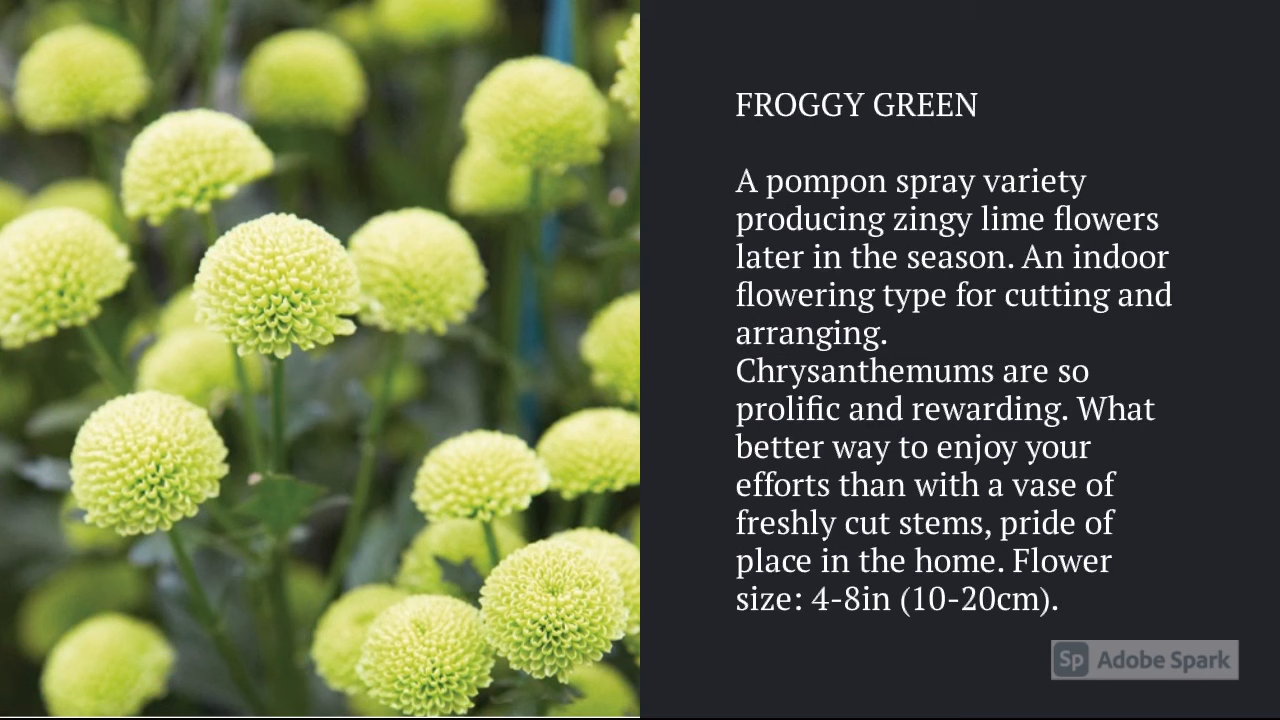 FROGGY GREEN
A pompon spray variety
producing zingy lime flowers
later in the season. An indoor
flowering type for cutting and
arranging.
Chrysanthemums are so
prolific and rewarding. What
better way to enjoy your
efforts than with a vase of
freshly cut stems, pride of
place in the home. Flower
size: 4-8in (10-20cm).
Sp Adobe Spark